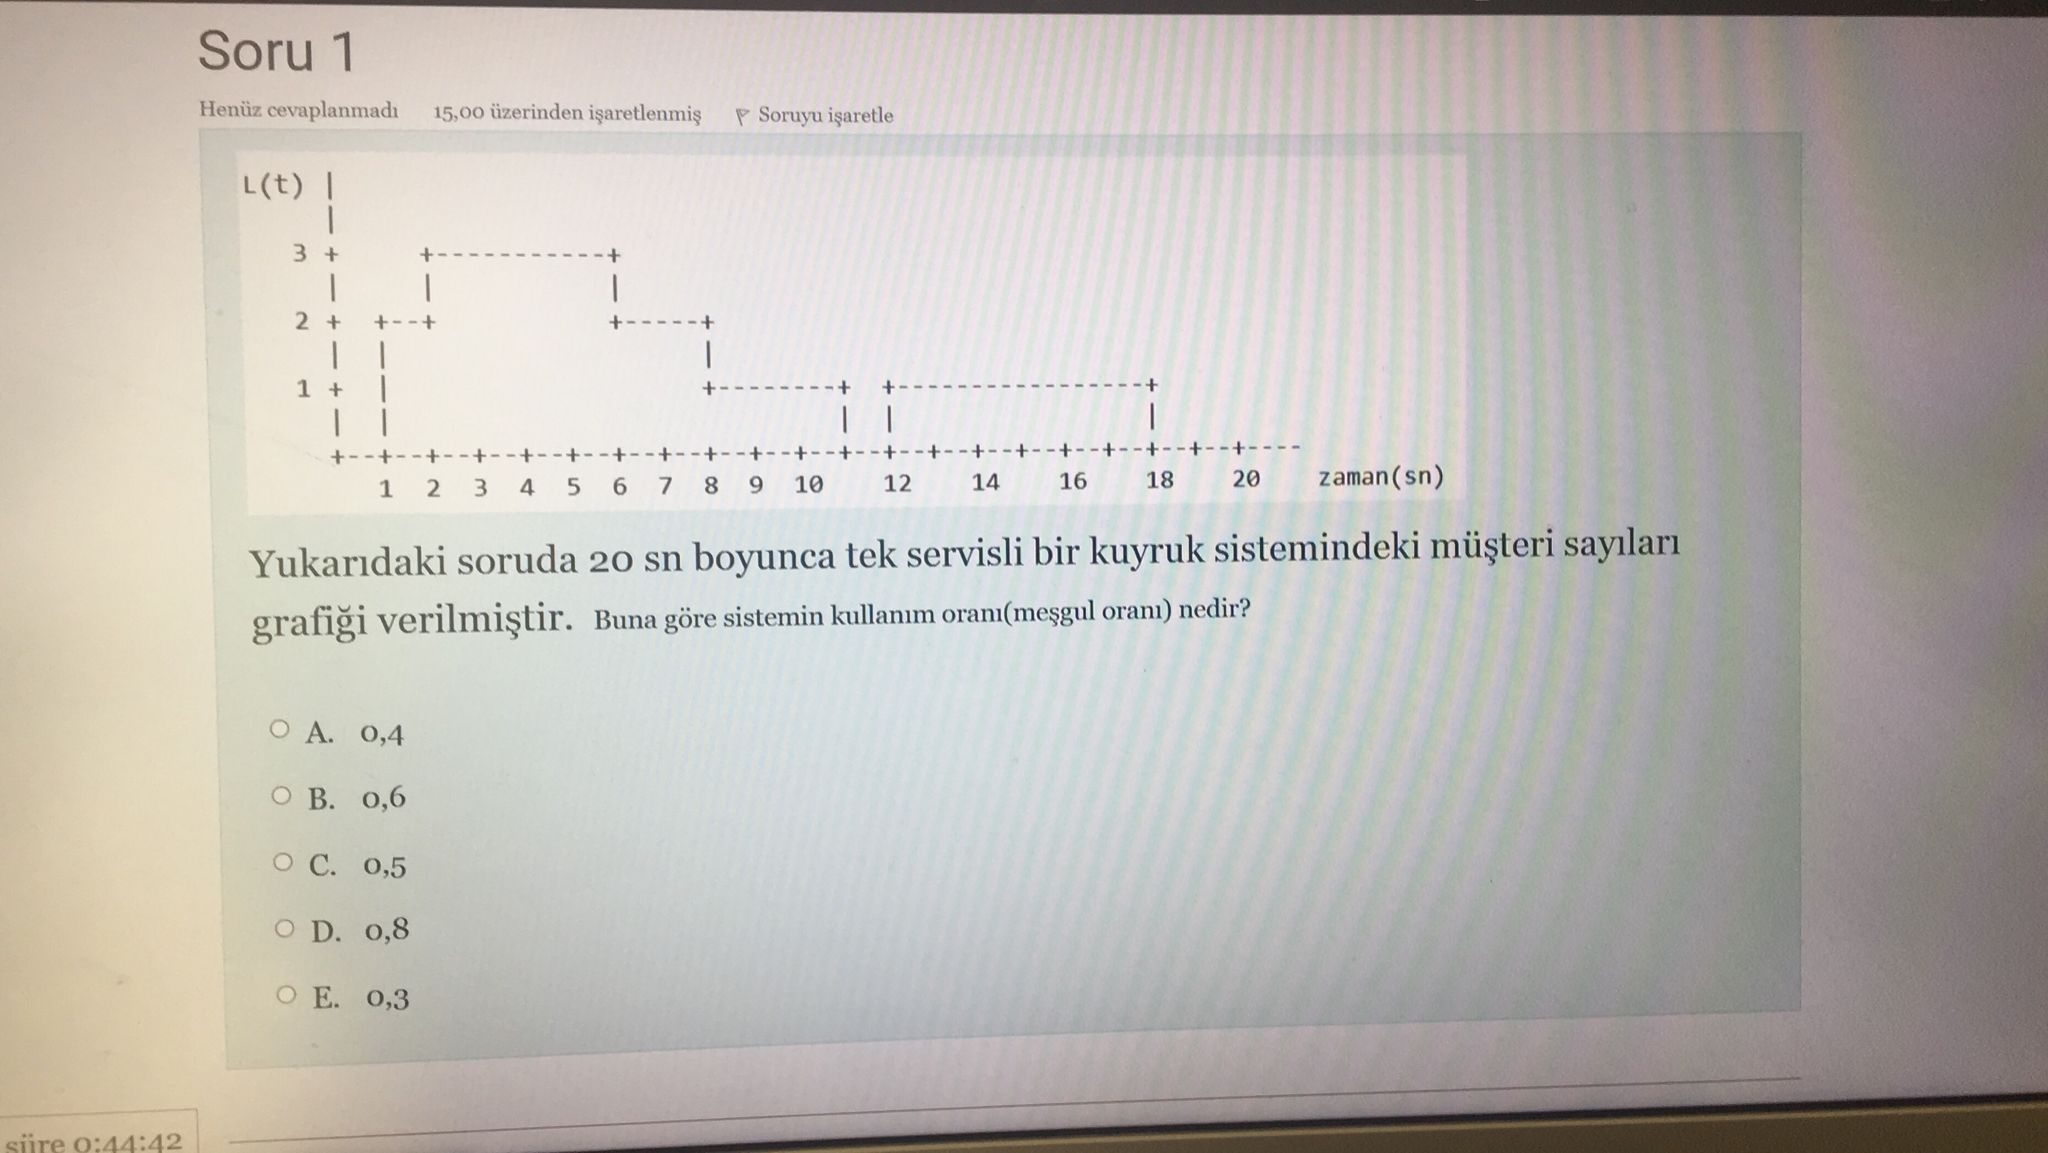 Soru 1
Henüz cevaplanmadı 15,00 üzerinden işaretlenmiş Soruyu işaretle
L(t)
3
2
1
1 2 3 4 5 6 7 8 9 10 12 14 16 18 20 zaman(sn)
Yukarıdaki soruda 20 sn boyunca tek servisli bir kuyruk sistemindeki müşteri sayıları
grafiği verilmiştir. Buna göre sistemin kullanım oranı(meşgul oranı) nedir?
A. 0,4
B. 0,6
C. 0,5
D. 0,8
E. 0,3
süre 0:44:42